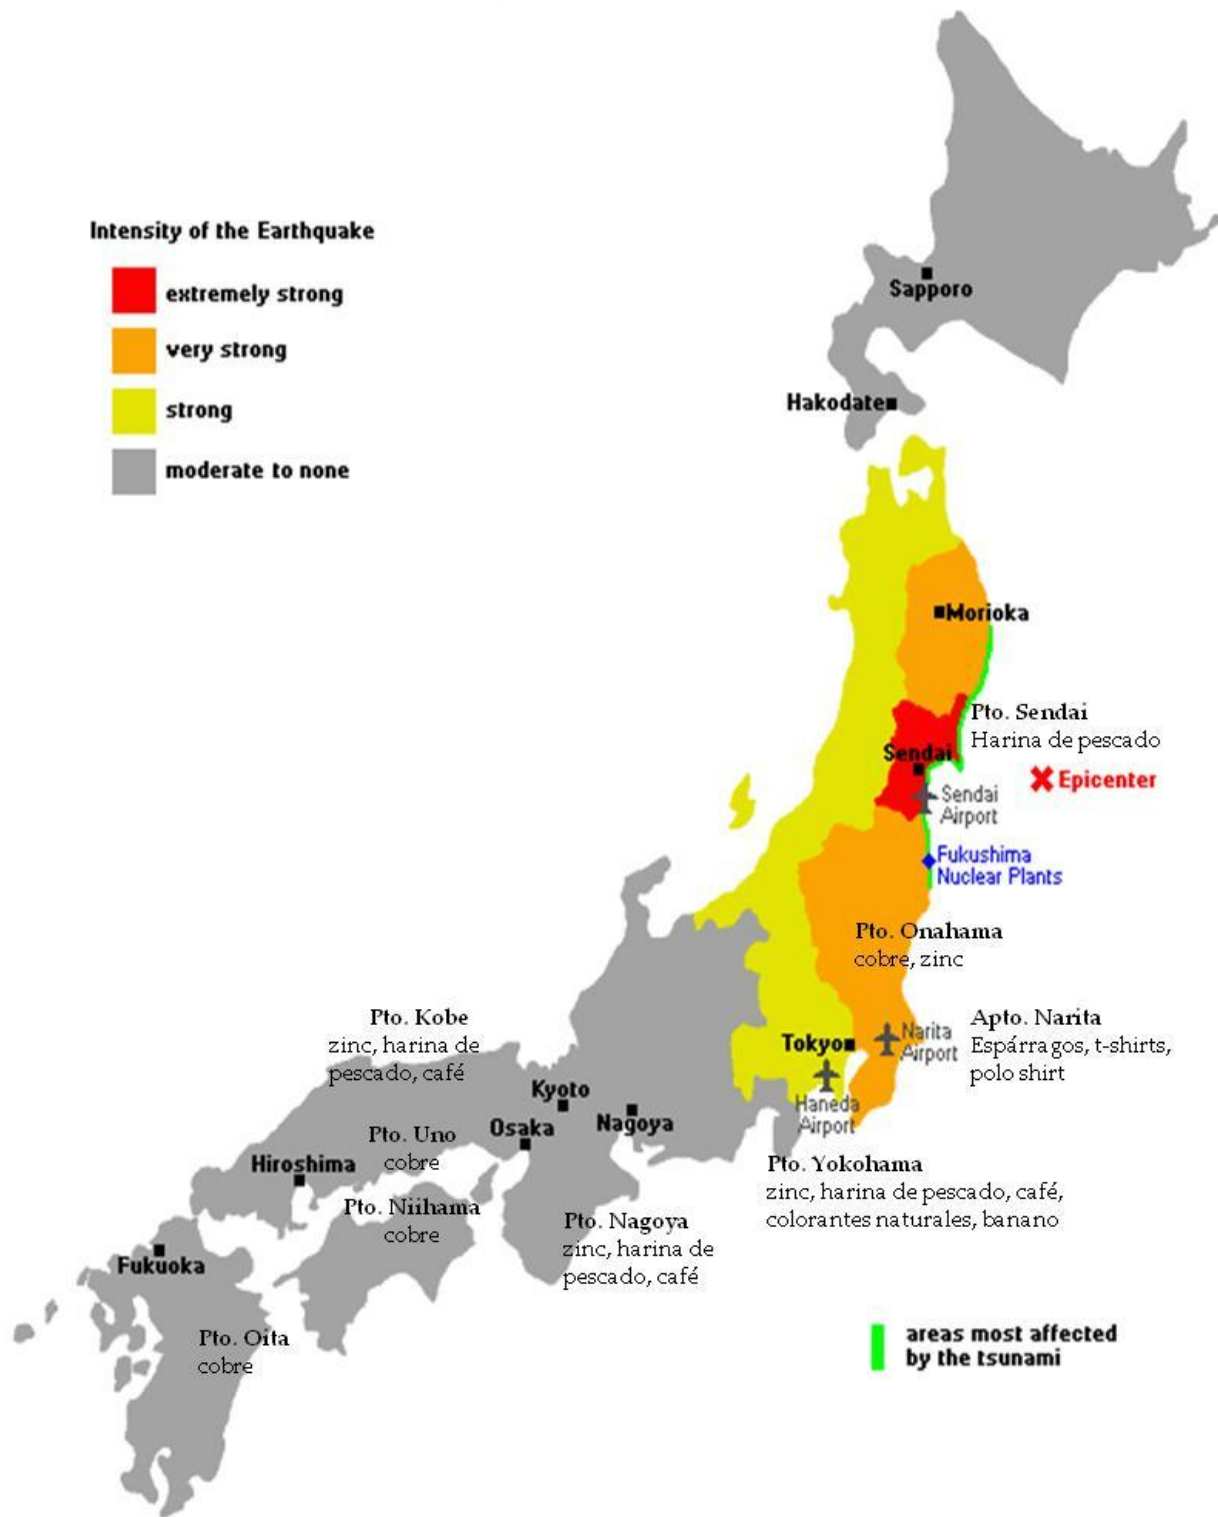 Intensity of the Earthquake
extremely strong
very strong
strong
moderate to none
Sapporo
Hakodate
Morioka
Pto. Sendai
Harina de pescado
Sendai
Epicenter
Sendai
Airport
Fukushima
Nuclear Plants
Pto. Onahama
cobre, zinc
Pto. Kobe
zinc, harina de
pescado, café
Tokyo
Narita
Airport
Apto. Narita
Espárragos, t-shirts,
polo shirt
Haneda
Airport
Kyoto
Osaka
Nagoya
Pto. Uno
cobre
Hiroshima
Pto. Niihama
cobre
Pto. Nagoya
zinc, harina de
pescado, café
Pto. Yokohama
zinc, harina de pescado, café,
colorantes naturales, banano
Fukuoka
Pto. Oita
cobre
areas most affected
by the tsunami